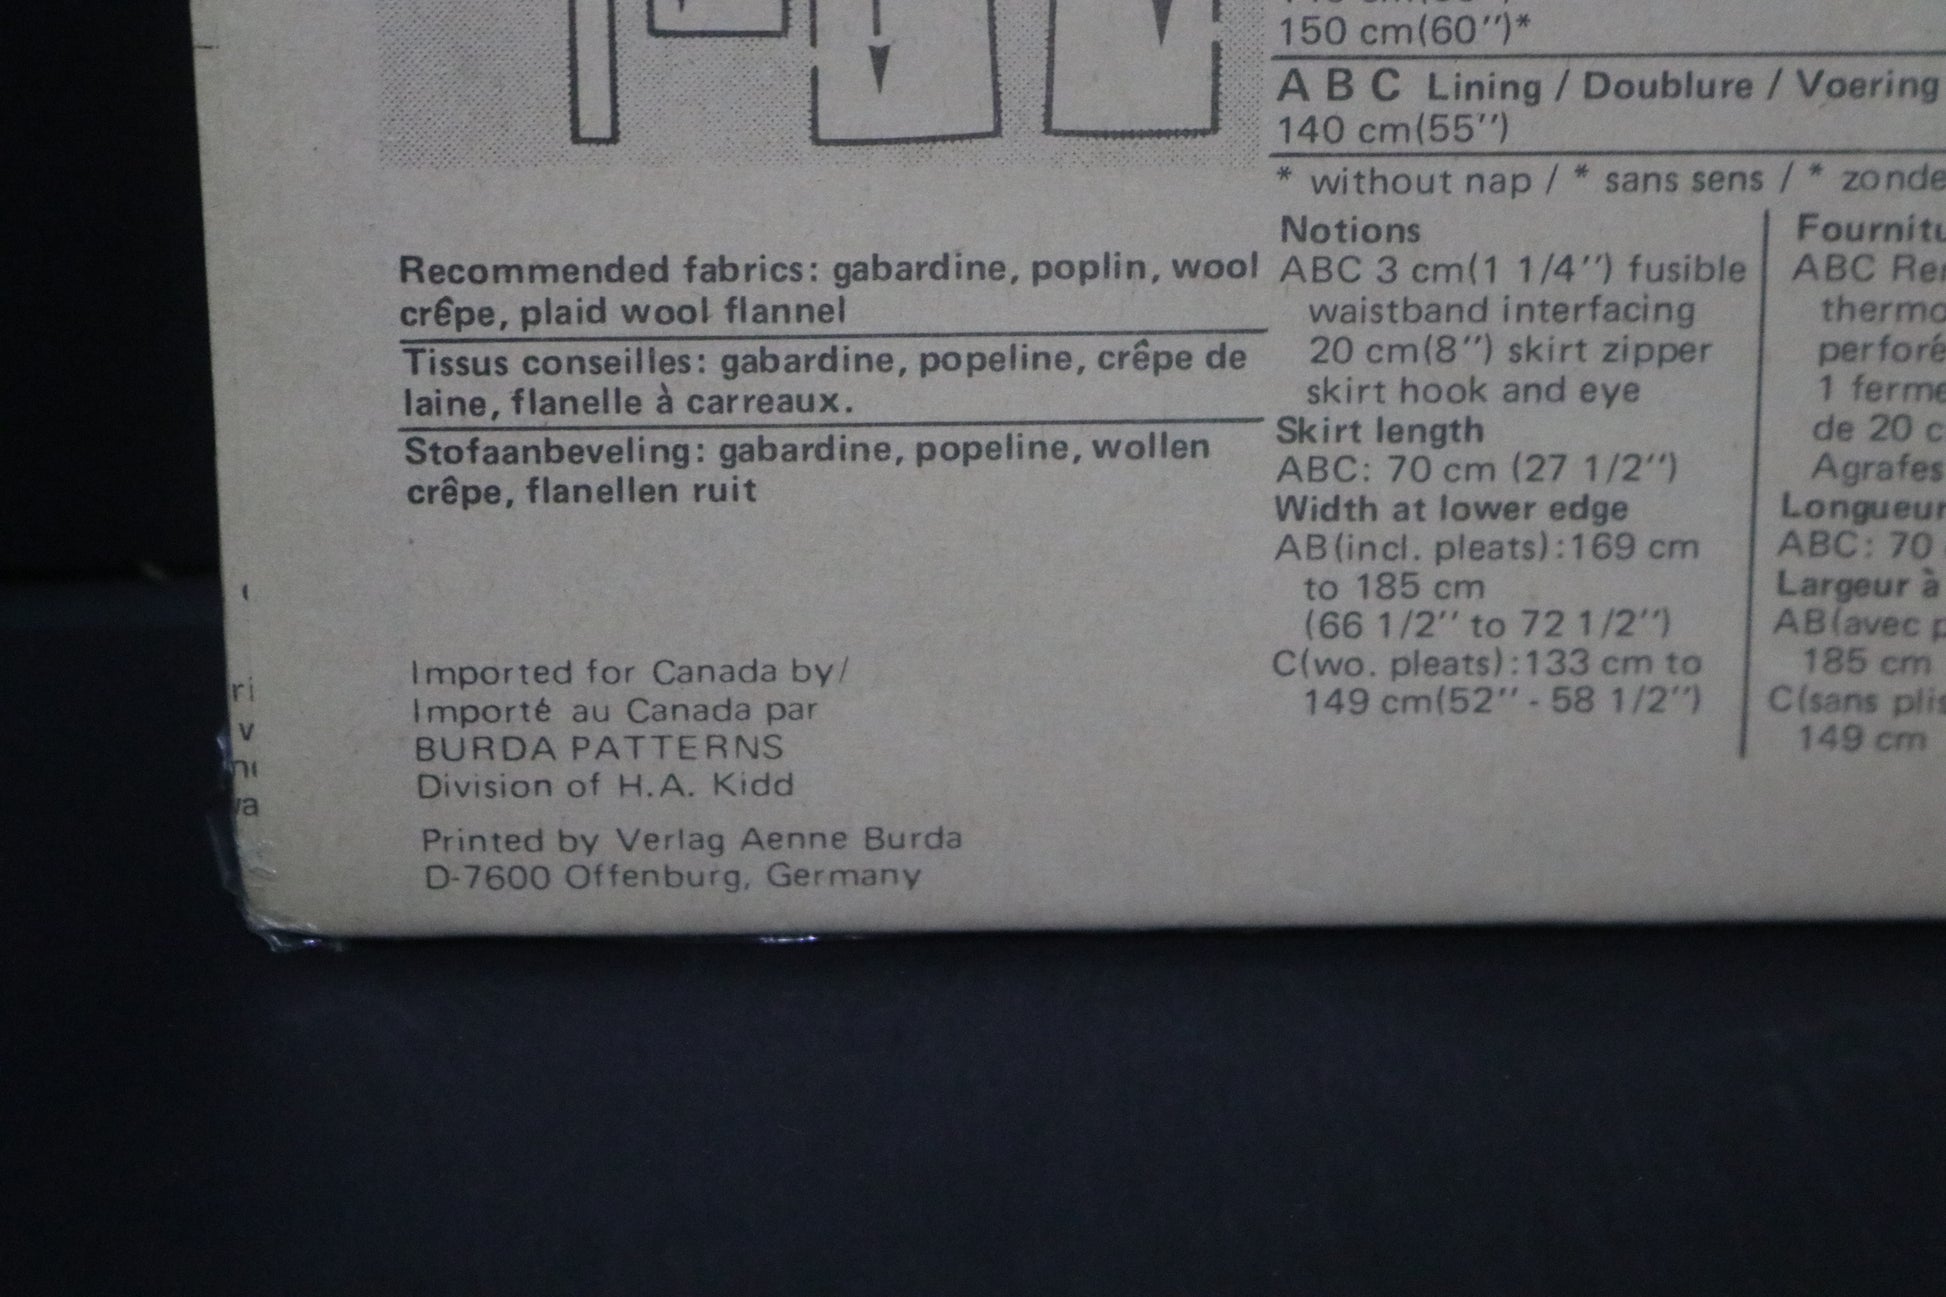 150 cm(60'')*
A B C Lining / Doublure / Voering
140 cm(55'')
* without nap / * sans sens / * zonde
Recommended fabrics: gabardine, poplin, wool
crêpe, plaid wool flannel
Tissus conseilles: gabardine, popeline, crêpe de
laine, flanelle à carreaux.
Stofaanbeveling: gabardine, popeline, wollen
crêpe, flanellen ruit
Imported for Canada by/
Importé au Canada par
BURDA PATTERNS
Division of H.A. Kidd
Printed by Verlag Aenne Burda
D-7600 Offenburg, Germany
Notions
ABC 3 cm(1 1/4'') fusible
waistband interfacing
20 cm(8'') skirt zipper
skirt hook and eye
Skirt length
ABC: 70 cm (27 1/2'')
Width at lower edge
AB(incl. pleats):169 cm
to 185 cm
(66 1/2'' to 72 1/2'')
C(wo. pleats):133 cm to
149 cm(52'' - 58 1/2'')
Fournitu
ABC Re
thermo
perforé
1 ferme
de 20 c
Agrafes
Longueur
ABC: 70
Largeur à
AB(avec p
185 cm
C(sans plis
149 cm
ri
v